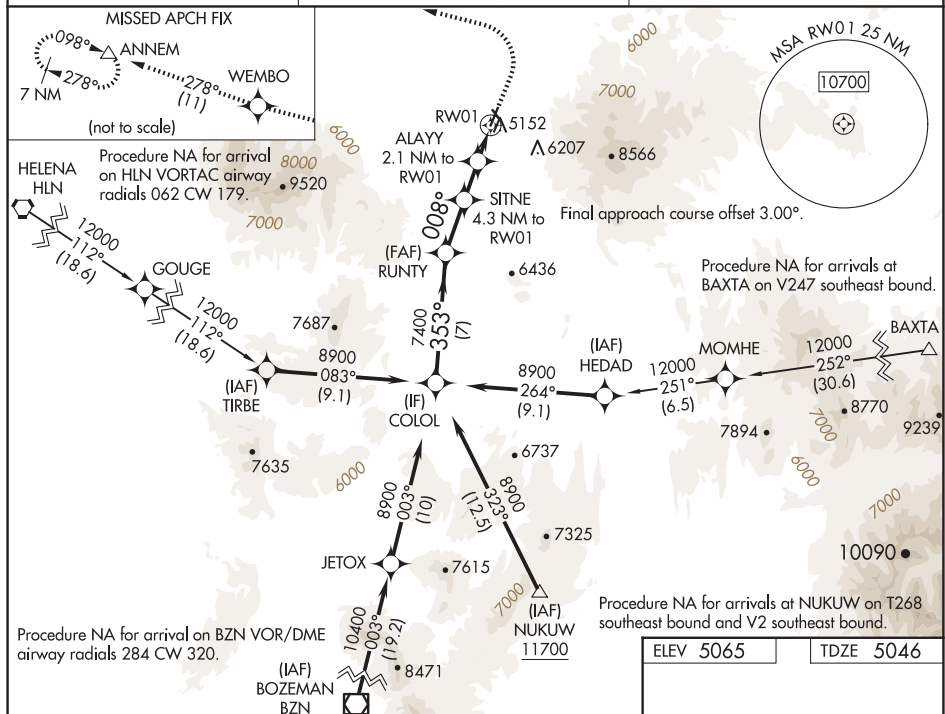 MISSED APCH FIX
098°
ANNEM
278°
7 NM
278°
(11)
WEMBO
(not to scale)
6000
7000
MSA RW01 25 NM
10700
RW01
5152
6207
8566
ALAYY
2.1 NM to
RW01
SITNE
4.3 NM to
RW01
008°
Final approach course offset 3.00°.
Procedure NA for arrival
on HLN VORTAC airway
radials 062 CW 179.
6000
8000
9520
7000
HELENA
HLN
12000
112°
(18.6)
GOUGE
12000
112°
(18.6)
(FAF)
RUNTY
6436
7400
353°
(7)
7687
Procedure NA for arrivals at
BAXTA on V247 southeast bound.
BAXTA
12000
252°
(30.6)
MOMHE
12000
251°
(6.5)
(IAF)
HEDAD
8900
264°
(9.1)
8900
083°
(9.1)
(IAF)
TIRBE
(IF)
COLOL
7635
6000
6737
7894
7000
8770
9239
6000
7000
10090
8900
003°
(10)
8900
323°
(12.5)
7325
JETOX
7615
7000
(IAF)
NUKUW
11700
Procedure NA for arrivals at NUKUW on T268
southeast bound and V2 southeast bound.
Procedure NA for arrival on BZN VOR/DME
airway radials 284 CW 320.
10400
003°
(19.2)
8471
(IAF)
BOZEMAN
BZN
ELEV 5065
TDZE 5046